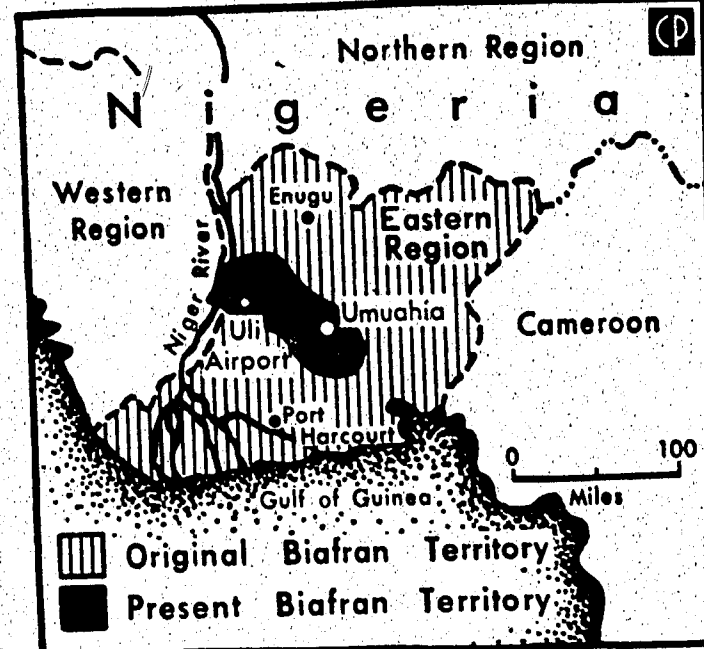 CP
Northern Region
Nigeria
Western
Region
Enugu
Eastern
Region
Niger River
Umuahia
Uli
Airport
Cameroon
Port
Harcourt
0 100
Miles
Gulf of Guinea
Original Biafran Territory
Present Biafran Territory